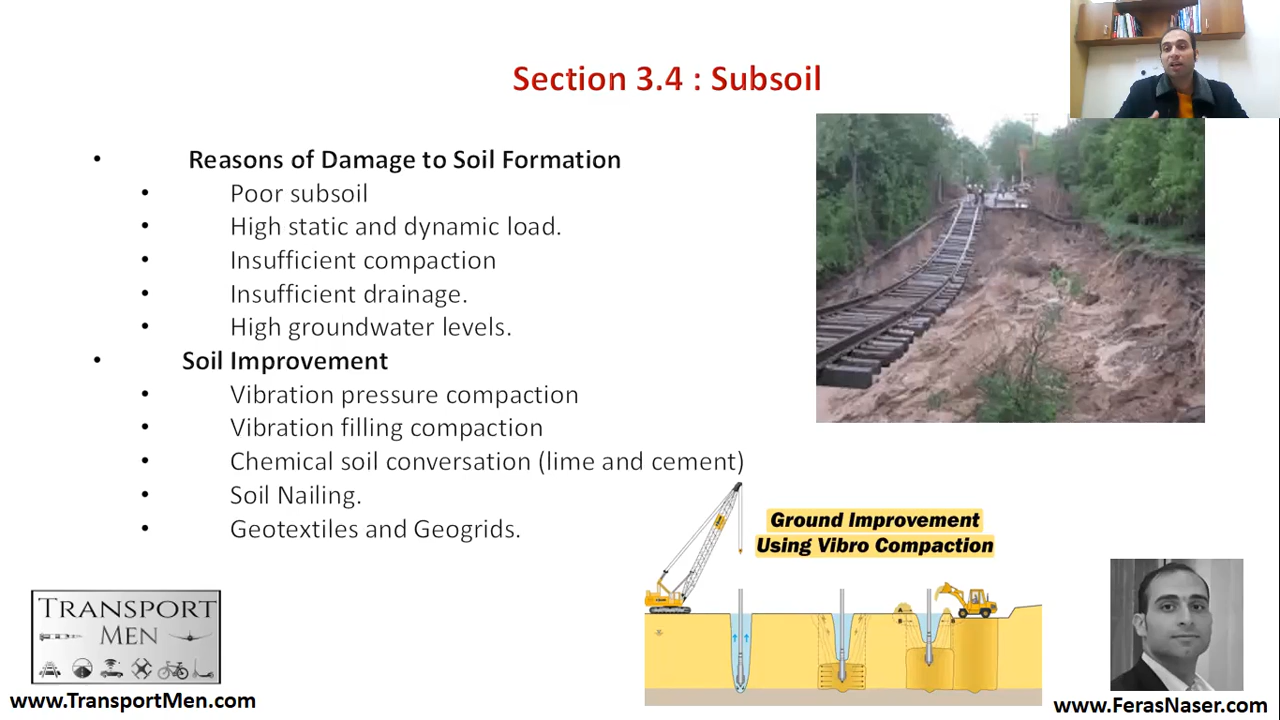 Section 3.4 : Subsoil
• Reasons of Damage to Soil Formation
• Poor subsoil
• High static and dynamic load.
• Insufficient compaction
• Insufficient drainage.
• High groundwater levels.
• Soil Improvement
• Vibration pressure compaction
• Vibration filling compaction
• Chemical soil conversation (lime and cement)
• Soil Nailing.
• Geotextiles and Geogrids.
Ground Improvement
Using Vibro Compaction
A
B
TRANSPORT
MEN
www.TransportMen.com
www.FerasNaser.com